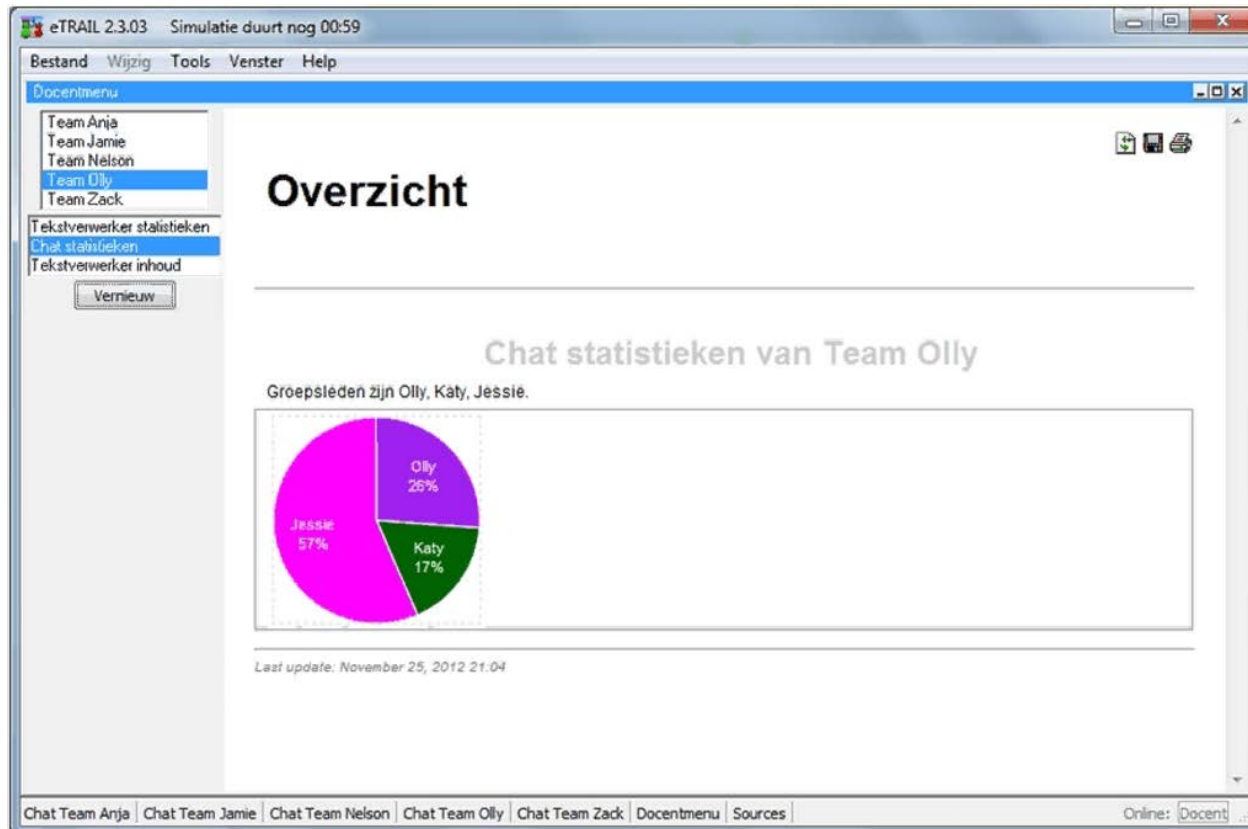 eTRAIL 2.3.03 Simulatie duurt nog 00:59
Bestand Wijzig Tools Venster Help
Docentmenu
Team Anja
Team Jamie
Team Nelson
Team Olly
Team Zack
Tekstverwerker statistieken
Chat statistieken
Tekstverwerker inhoud
Vernieuw
Overzicht
Chat statistieken van Team Olly
Groepsleden zijn Olly, Katy, Jessie.
Olly
26%
Jessie
57%
Katy
17%
Last update: November 25, 2012 21:04
Chat Team Anja Chat Team Jamie Chat Team Nelson Chat Team Olly Chat Team Zack Docentmenu Sources Online: Docent